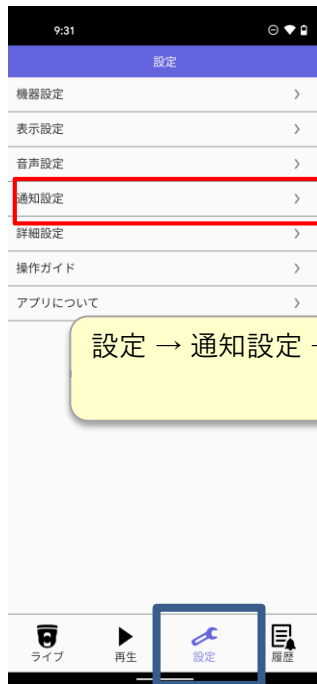 9:31
設定
機器設定
表示設定
音声設定
通知設定
詳細設定
操作ガイド
アプリについて
設定 → 通知設定
ライブ 再生 設定 履歴